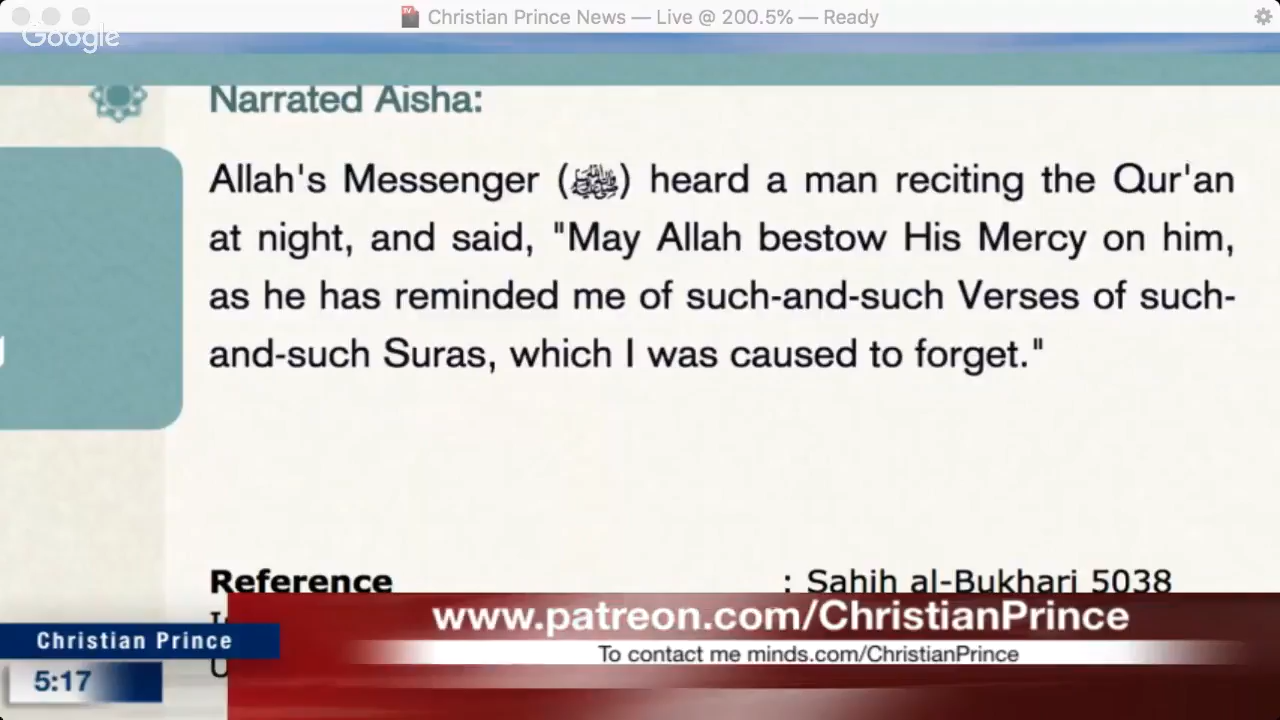 Christian Prince News — Live @ 200.5% — Ready
Google
Narrated Aisha:
Allah's Messenger (ﷺ) heard a man reciting the Qur'an
at night, and said, "May Allah bestow His Mercy on him,
as he has reminded me of such-and-such Verses of such-
and-such Suras, which I was caused to forget."
Reference : Sahih al-Bukhari 5038
www.patreon.com/ChristianPrince
Christian Prince
To contact me minds.com/ChristianPrince
5:17